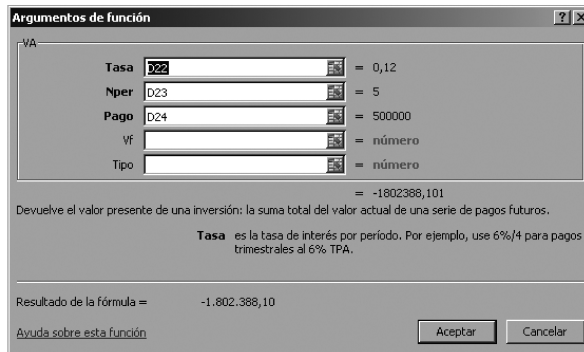 Argumentos de función
VA
Tasa D22 = 0,12
Nper D23 = 5
Pago D24 = 500000
Vf = número
Tipo = número
= -1802388,101
Devuelve el valor presente de una inversión: la suma total del valor actual de una serie de pagos futuros.
Tasa es la tasa de interés por período. Por ejemplo, use 6%/4 para pagos
trimestrales al 6% TPA.
Resultado de la fórmula = -1.802.388,10
Ayuda sobre esta función Aceptar Cancelar